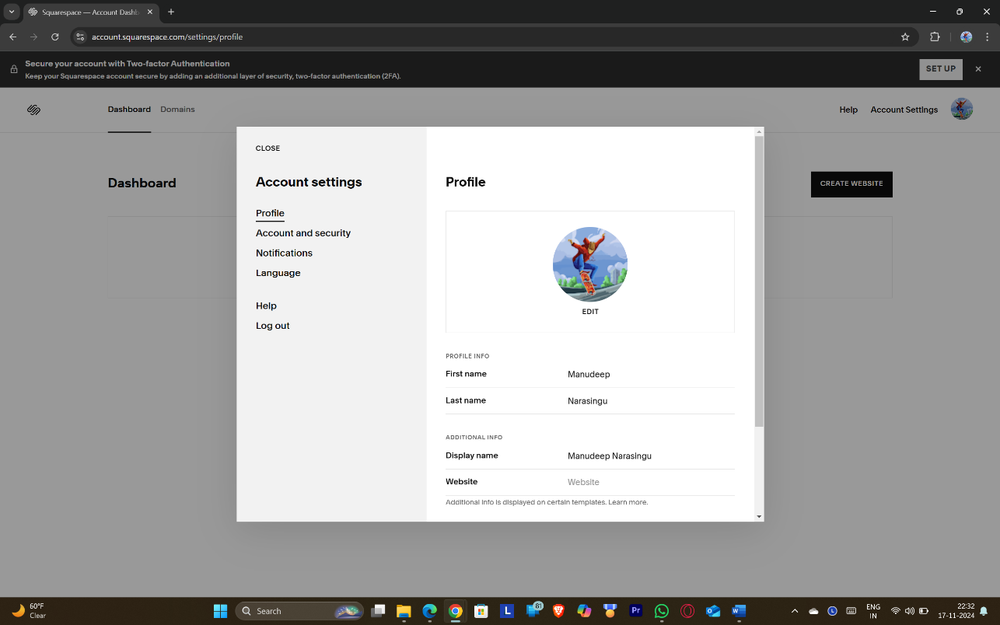 Squarespace — Account Dashb
account.squarespace.com/settings/profile
Secure your account with Two-factor Authentication
Keep your Squarespace account secure by adding an additional layer of security, two-factor authentication (2FA).
SET UP
Dashboard
Domains
Help
Account Settings
Dashboard
CREATE WEBSITE
CLOSE
Account settings
Profile
Account and security
Notifications
Language
Help
Log out
Profile
EDIT
PROFILE INFO
First name
Manudeep
Last name
Narasingu
ADDITIONAL INFO
Display name
Manudeep Narasingu
Website
Website
Additional info is displayed on certain templates. Learn more.
60°F
Clear
Search
L
81
Pr
W
L
ENG
IN
22:32
17-11-2024